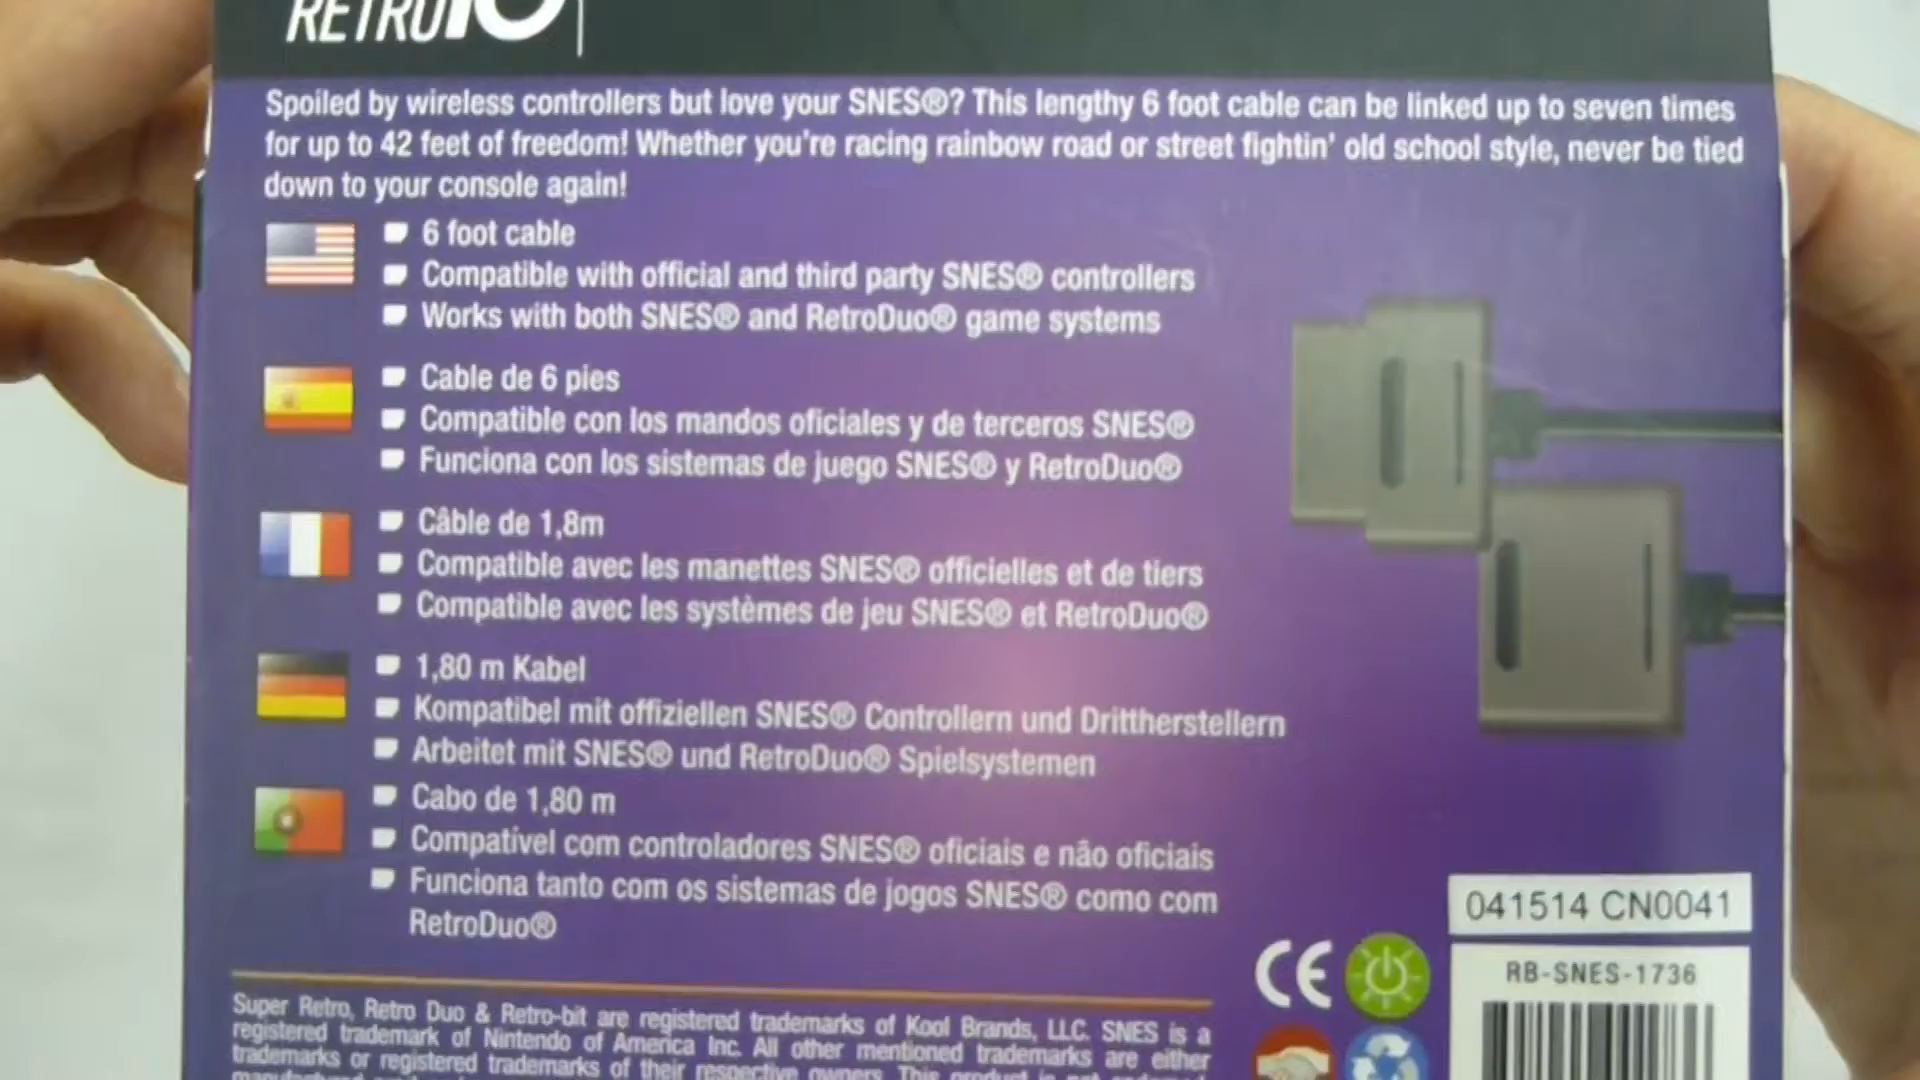 RETRO
Spoiled by wireless controllers but love your SNES®? This lengthy 6 foot cable can be linked up to seven times
for up to 42 feet of freedom! Whether you're racing rainbow road or street fightin' old school style, never be tied
down to your console again!
6 foot cable
Compatible with official and third party SNES® controllers
Works with both SNES® and RetroDuo® game systems
Cable de 6 pies
Compatible con los mandos oficiales y de terceros SNES®
Funciona con los sistemas de juego SNES® y RetroDuo®
Câble de 1,8m
Compatible avec les manettes SNES® officielles et de tiers
Compatible avec les systèmes de jeu SNES® et RetroDuo®
1,80 m Kabel
Kompatibel mit offiziellen SNES® Controllern und Drittherstellern
Arbeitet mit SNES® und RetroDuo® Spielsystemen
Cabo de 1,80 m
Compatível com controladores SNES® oficiais e não oficiais
Funciona tanto com os sistemas de jogos SNES® como com
RetroDuo®
041514 CN0041
CE
RB-SNES-1736
Super Retro, Retro Duo & Retro-bit are registered trademarks of Kool Brands, LLC. SNES is a
registered trademark of Nintendo of America Inc. All other mentioned trademarks are either
trademarks or registered trademarks of their respective owners. This product is not